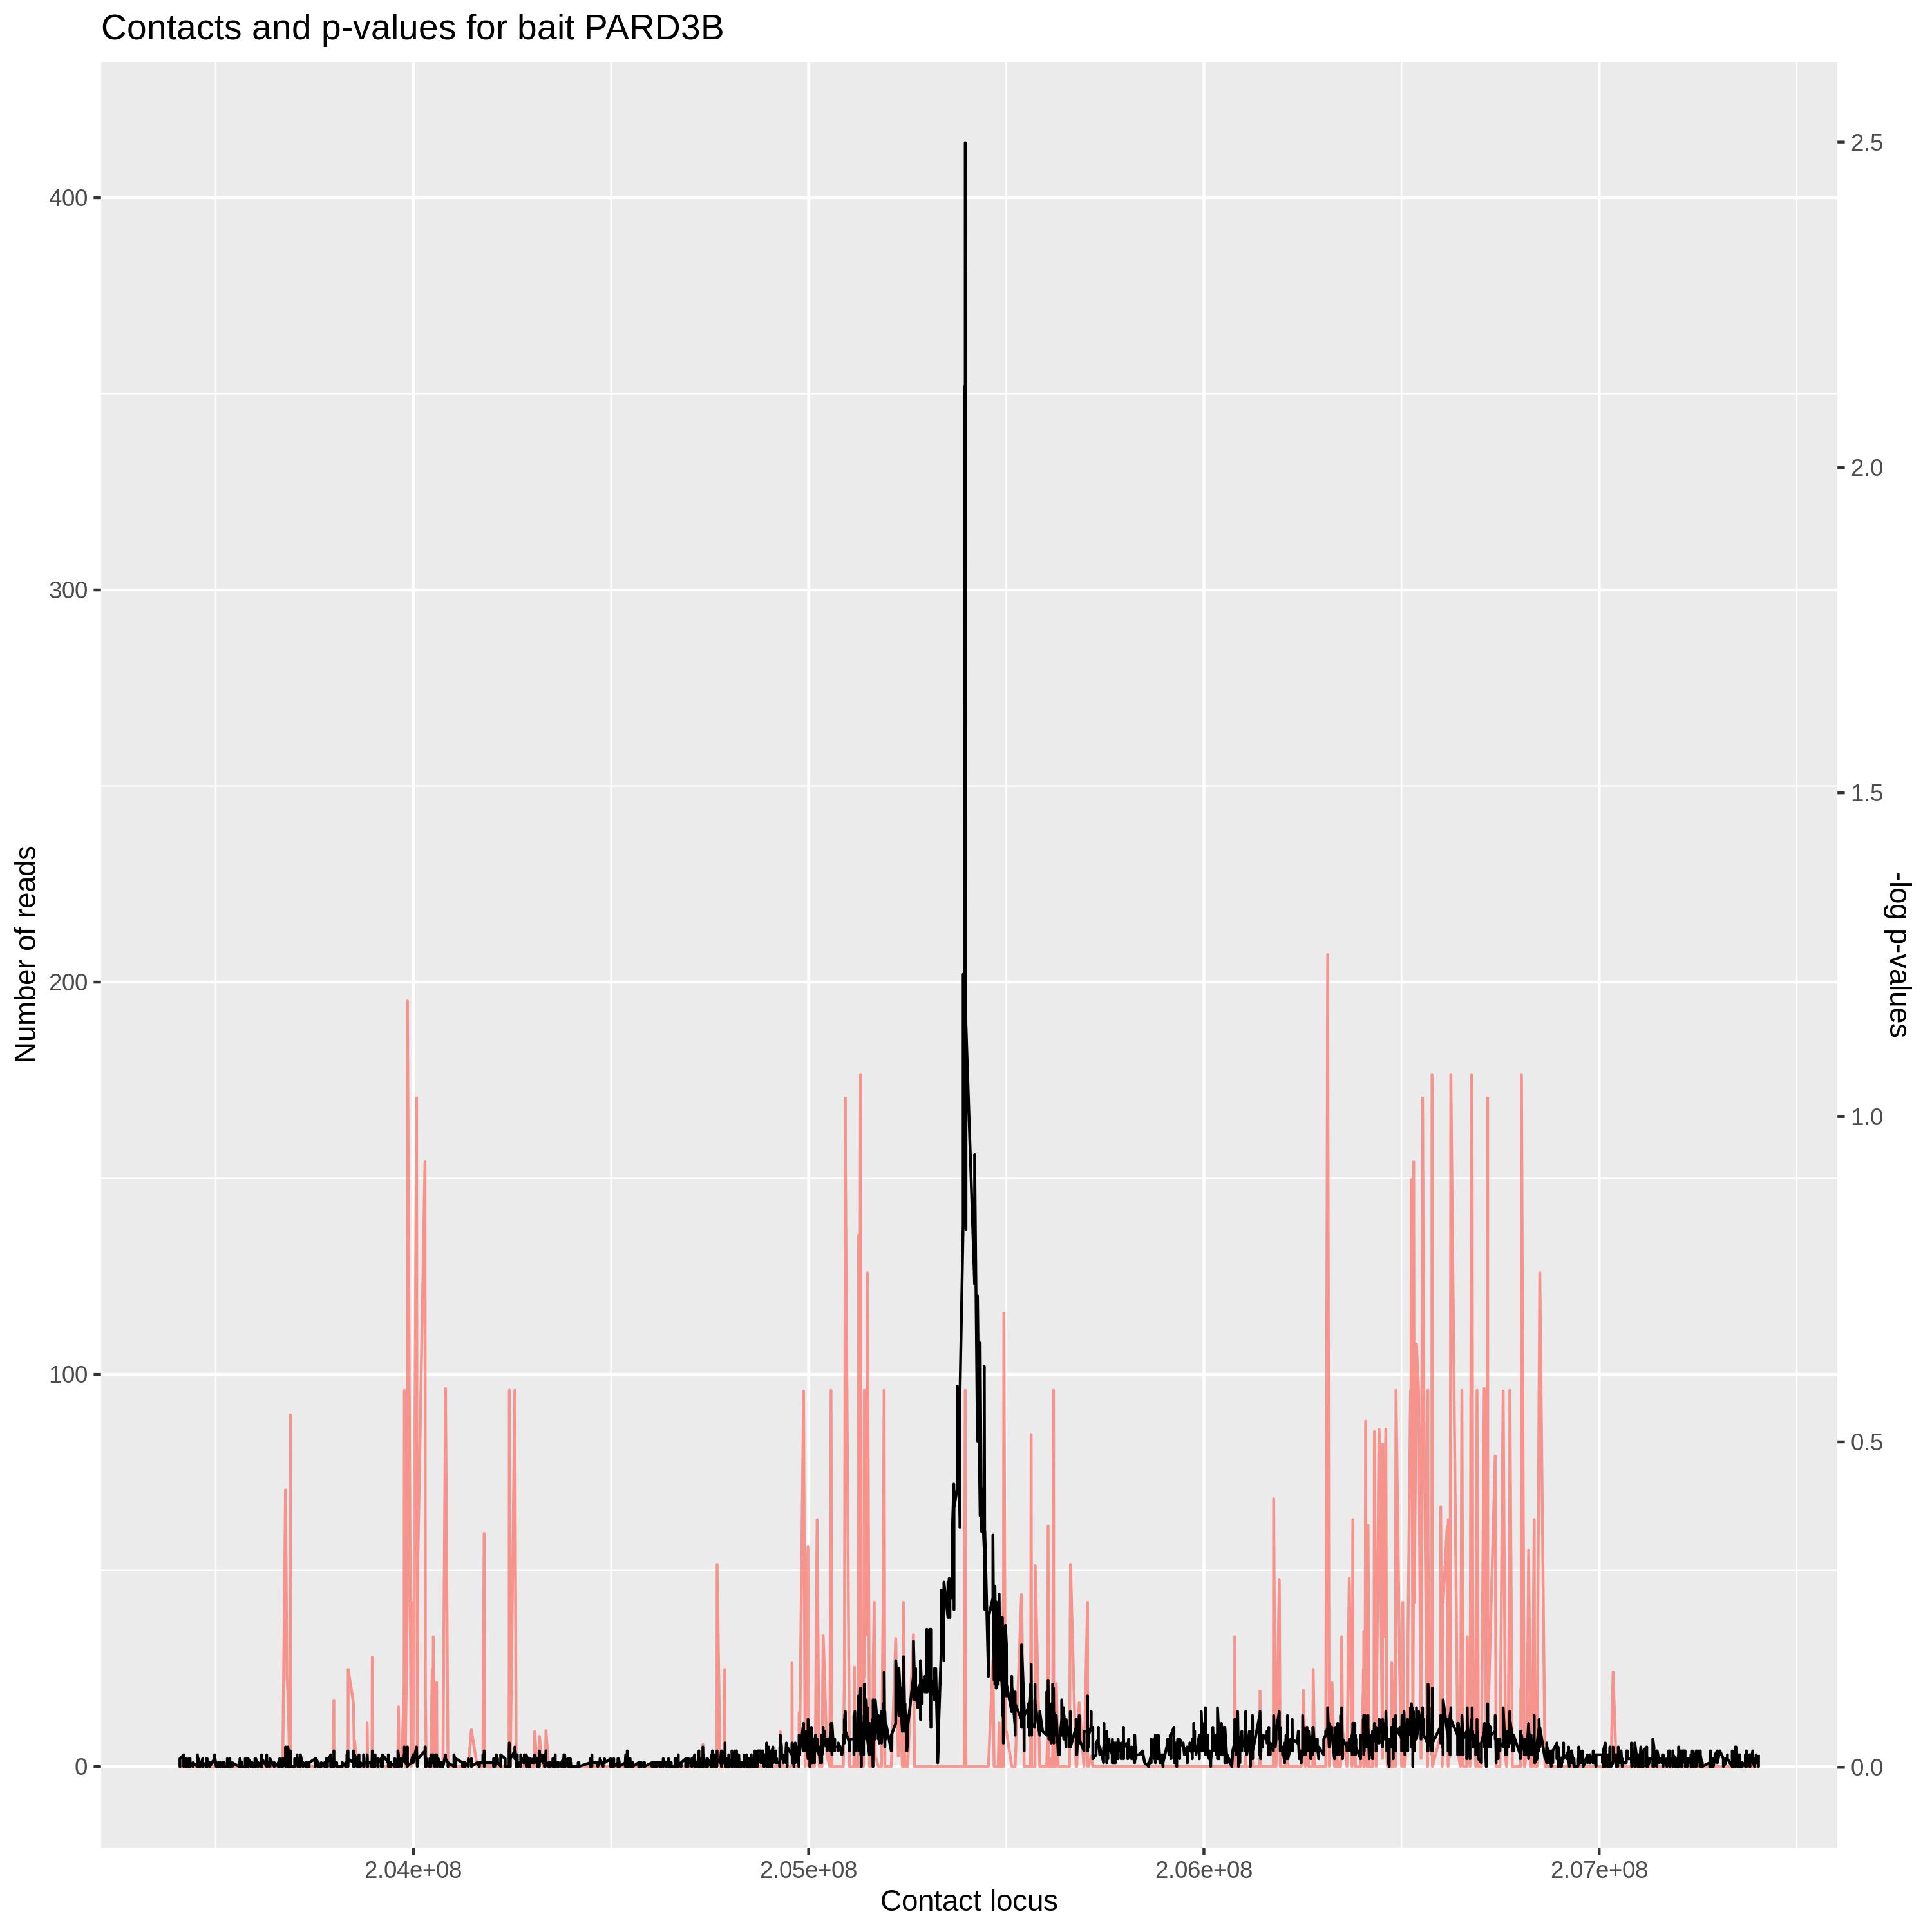 Contacts and p-values for bait PARD3B
Number of reads
400
300
200
100
0
2.5
2.0
1.5
1.0
0.5
0.0
-log p-values
2.04e+08
2.05e+08
2.06e+08
2.07e+08
Contact locus